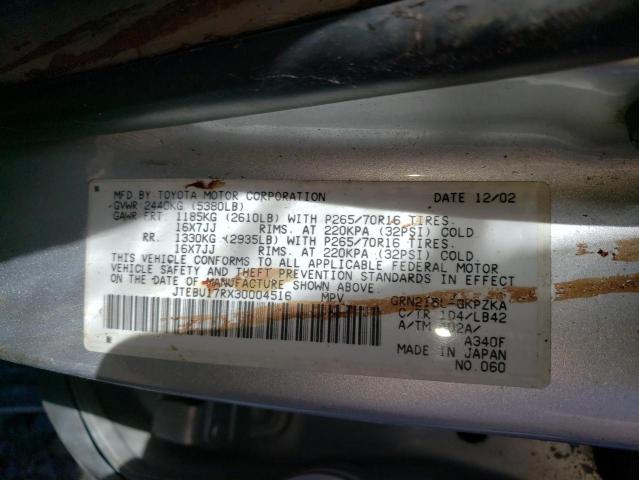 MFD. BY TOYOTA MOTOR CORPORATION DATE 12/02
GVWR 2440KG (5380LB)
GAWR FRT. 1185KG (2610LB) WITH P265/70R16 TIRES.
16X7JJ RIMS. AT 220KPA (32PSI) COLD
RR. 1330KG (2935LB) WITH P265/70R16 TIRES.
16X7JJ RIMS. AT 220KPA (32PSI) COLD
THIS VEHICLE CONFORMS TO ALL APPLICABLE FEDERAL MOTOR
VEHICLE SAFETY AND THEFT PREVENTION STANDARDS IN EFFECT
ON THE DATE OF MANUFACTURE SHOWN ABOVE.
JTEBU17RX30004516 MPV GRN218L-GKPZKA
C/TR 1D4/LB42
A/TM 02A/
A340F
MADE IN JAPAN
NO.060